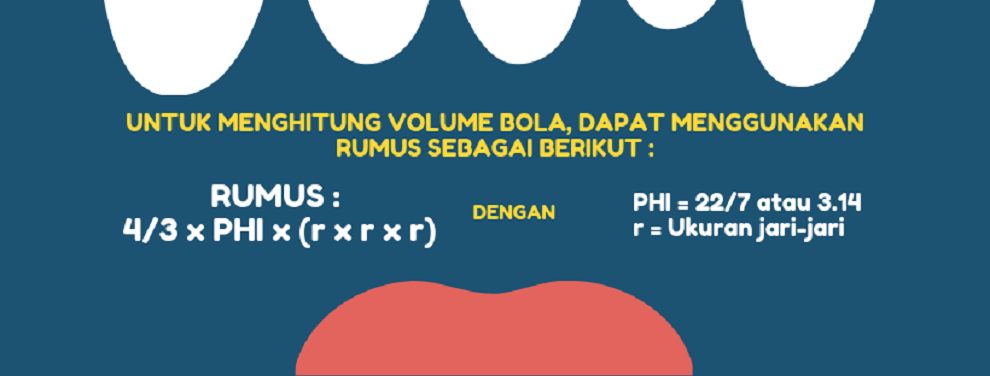 UNTUK MENGHITUNG VOLUME BOLA, DAPAT MENGGUNAKAN
RUMUS SEBAGAI BERIKUT :
RUMUS :
4/3 x PHI x (r x r x r)
DENGAN
PHI = 22/7 atau 3.14
r = Ukuran jari-jari